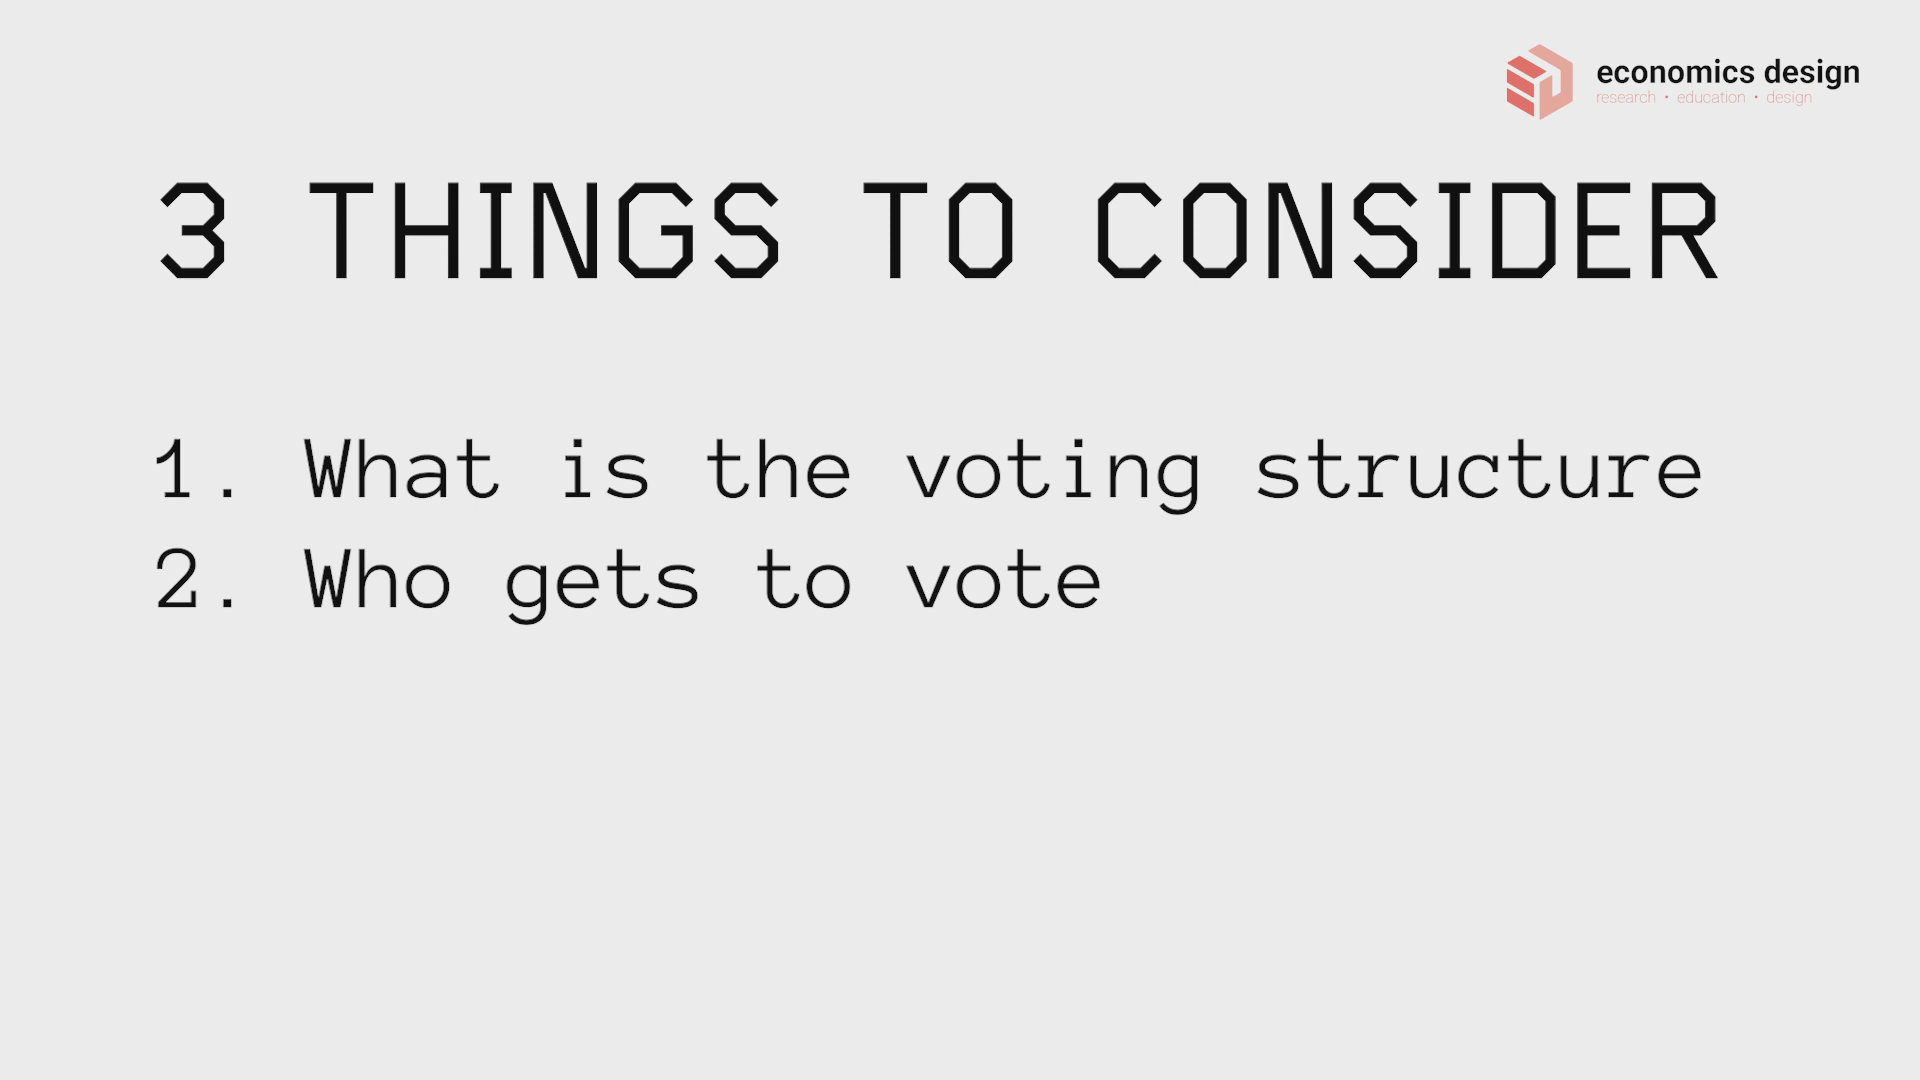 economics design
research • education • design
3 THINGS TO CONSIDER
1. What is the voting structure
2. Who gets to vote